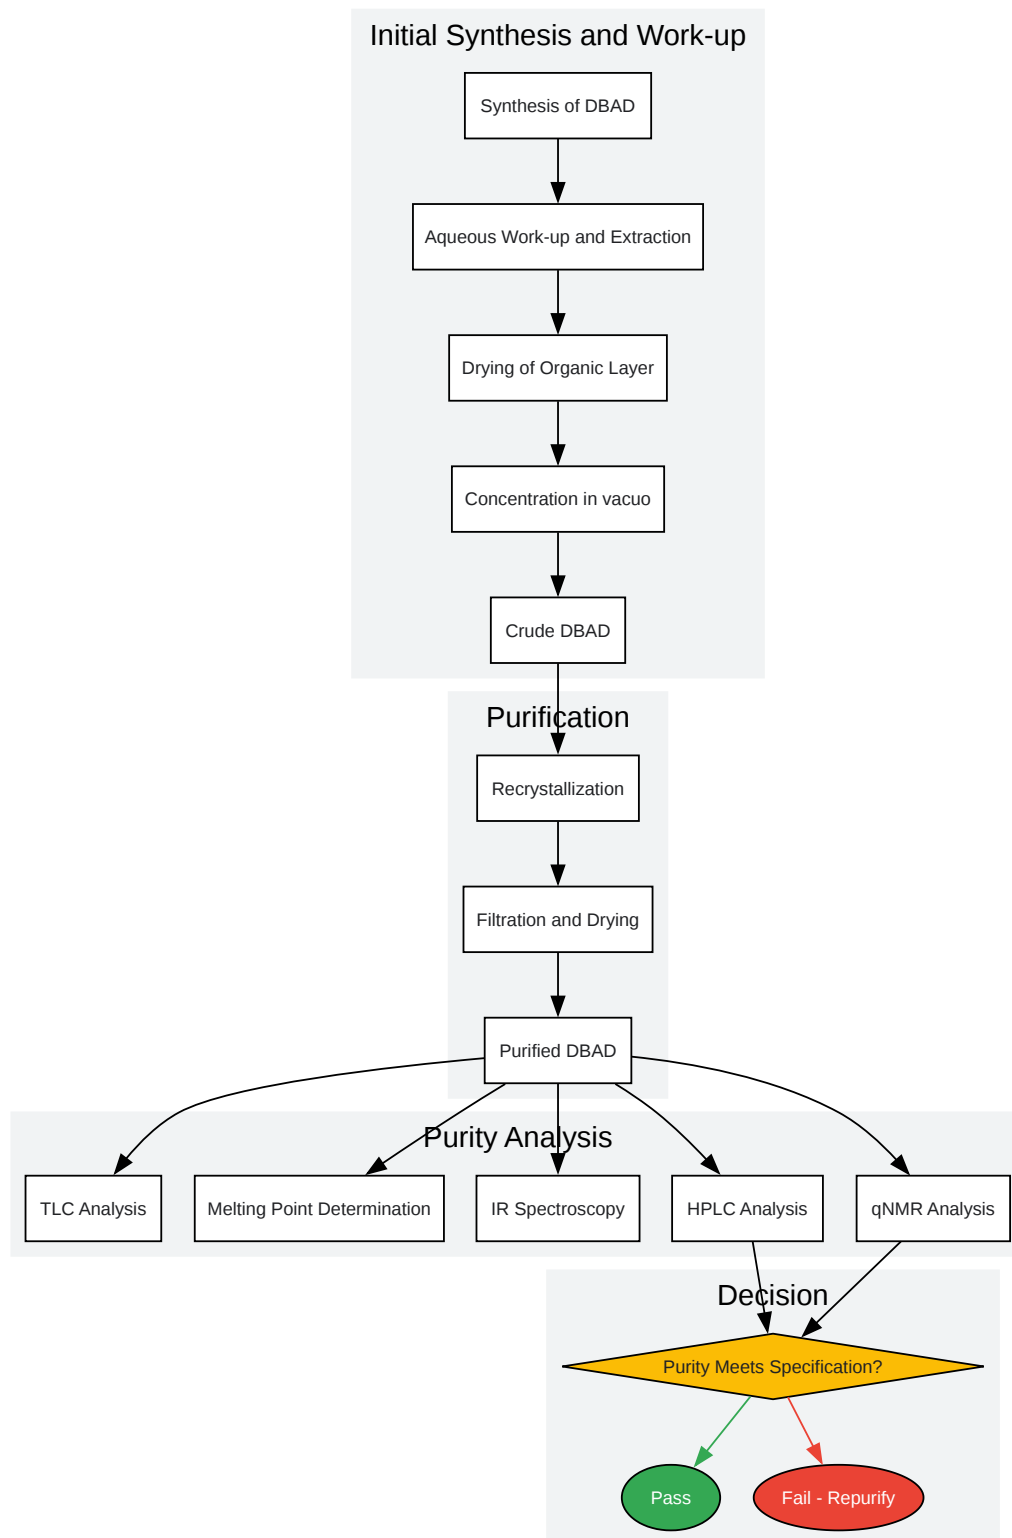 Initial Synthesis and Work-up
Synthesis of DBAD
Aqueous Work-up and Extraction
Drying of Organic Layer
Concentration in vacuo
Crude DBAD
Purification
Recrystallization
Filtration and Drying
Purified DBAD
Purity Analysis
TLC Analysis
Melting Point Determination
IR Spectroscopy
HPLC Analysis
qNMR Analysis
Decision
Purity Meets Specification?
Pass
Fail - Repurify